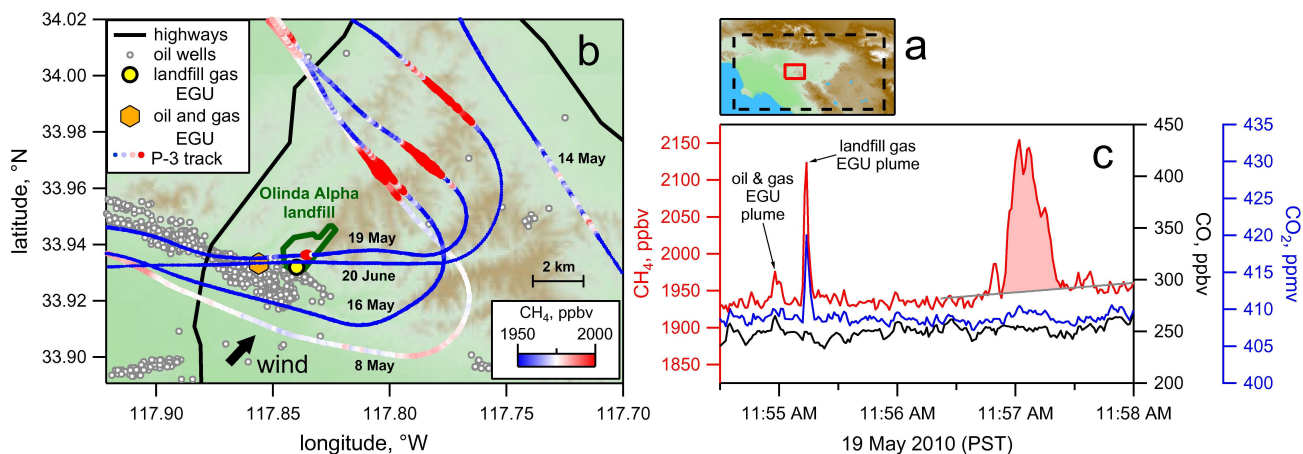 b
highways
oil wells
landfill gas
EGU
oil and gas
EGU
P-3 track
34.02
34.00
33.98
33.96
33.94
33.92
33.90
latitude, °N
14 May
Olinda Alpha
landfill
19 May
20 June
16 May
8 May
2 km
wind
CH₄, ppbv
1950
2000
117.90
117.85
117.80
117.75
117.70
longitude, °W
a
c
2150
2100
2050
2000
1950
1900
1850
CH₄, ppbv
landfill gas
EGU plume
oil & gas
EGU
plume
450
400
350
300
250
200
CO, ppbv
435
430
425
420
415
410
405
400
CO₂, ppmv
11:55 AM
11:56 AM
11:57 AM
11:58 AM
19 May 2010 (PST)